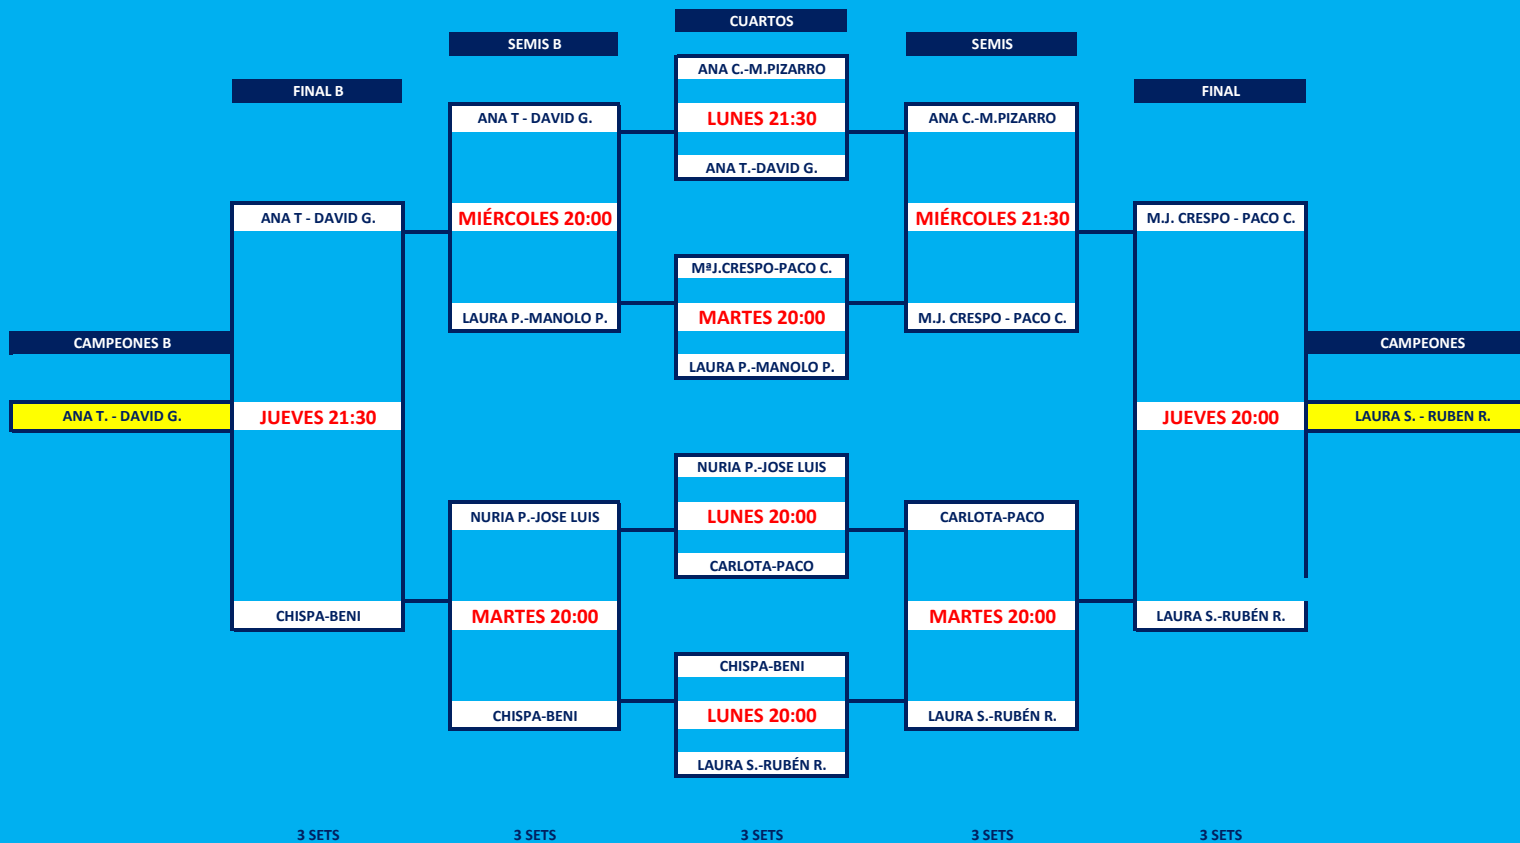 CUARTOS
SEMIS B
SEMIS
ANA C.-M.PIZARRO
FINAL B
FINAL
ANA T - DAVID G.
LUNES 21:30
ANA C.-M.PIZARRO
ANA T.-DAVID G.
ANA T - DAVID G.
MIÉRCOLES 20:00
MIÉRCOLES 21:30
M.J. CRESPO - PACO C.
MªJ.CRESPO-PACO C.
LAURA P.-MANOLO P.
MARTES 20:00
M.J. CRESPO - PACO C.
CAMPEONES B
CAMPEONES
LAURA P.-MANOLO P.
ANA T. - DAVID G.
JUEVES 21:30
JUEVES 20:00
LAURA S. - RUBEN R.
NURIA P.-JOSE LUIS
NURIA P.-JOSE LUIS
LUNES 20:00
CARLOTA-PACO
CARLOTA-PACO
CHISPA-BENI
MARTES 20:00
MARTES 20:00
LAURA S.-RUBÉN R.
CHISPA-BENI
CHISPA-BENI
LUNES 20:00
LAURA S.-RUBÉN R.
LAURA S.-RUBÉN R.
3 SETS
3 SETS
3 SETS
3 SETS
3 SETS